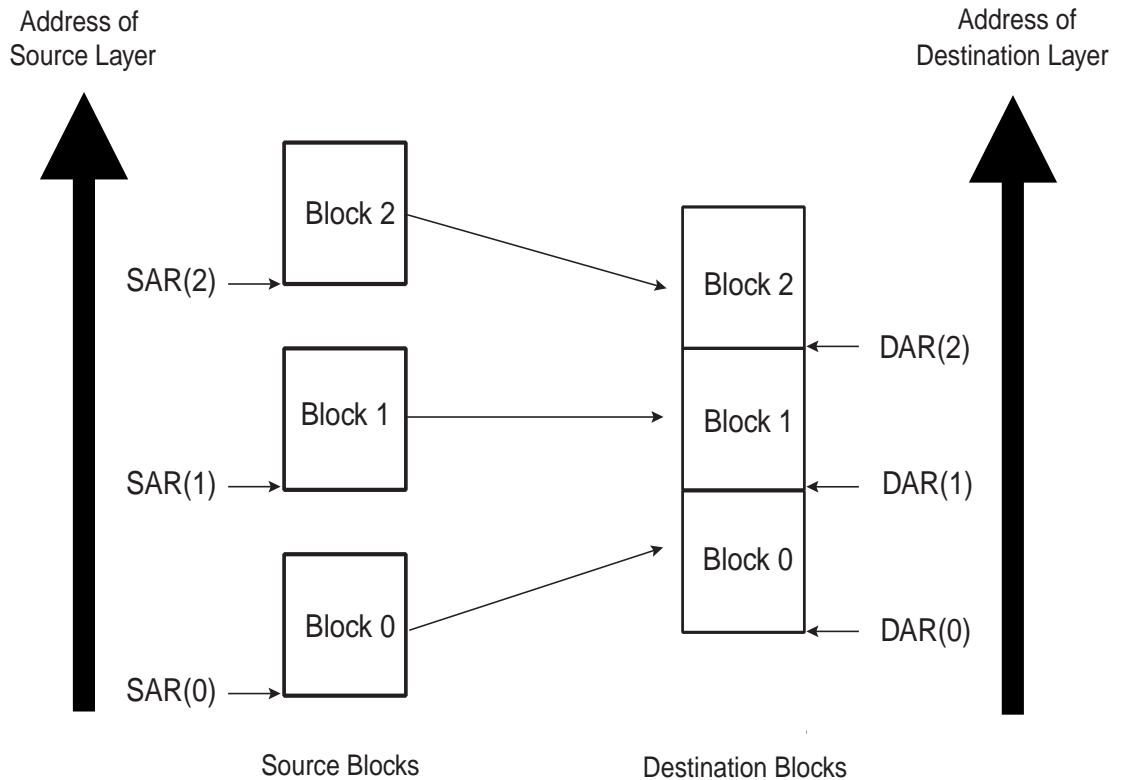 Address of
Source Layer
Address of
Destination Layer
Block 2
SAR(2)
Block 2
DAR(2)
Block 1
Block 1
SAR(1)
DAR(1)
Block 0
Block 0
SAR(0)
DAR(0)
Source Blocks
Destination Blocks